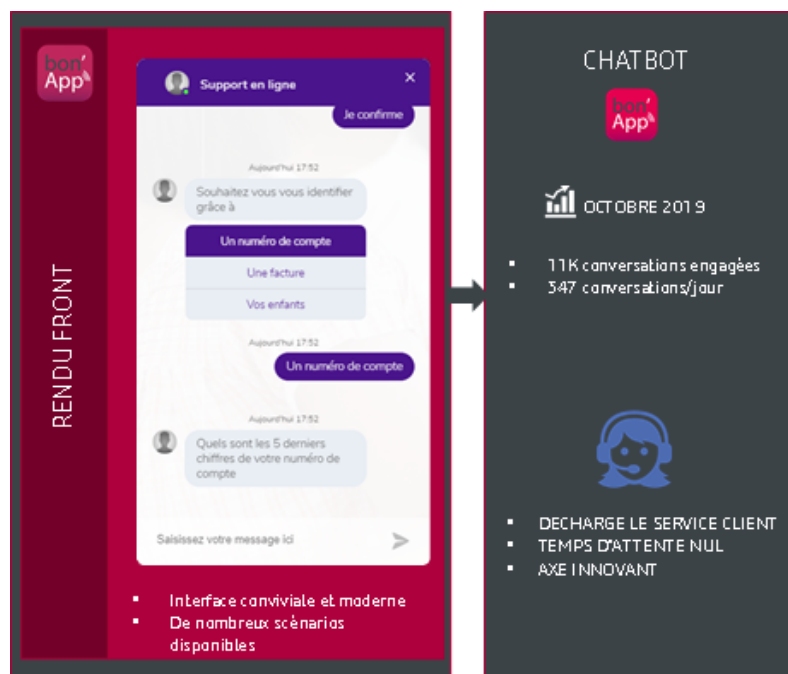 bon'
App
RENDU FRONT
Support en ligne
×
Je confirme
Aujourd'hui 17:52
Souhaitez vous vous identifier
grâce à
Un numéro de compte
Une facture
Vos enfants
Aujourd'hui 17:52
Un numéro de compte
Aujourd'hui 17:52
Quels sont les 5 derniers
chiffres de votre numéro de
compte
Saisissez votre message ici
Interface conviviale et moderne
De nombreux scénarios
disponibles
CHATBOT
bon'
App
OCTOBRE 2019
11K conversations engagées
347 conversations/jour
DECHARGE LE SERVICE CLIENT
TEMPS D'ATTENTE NUL
AXE INNOVANT